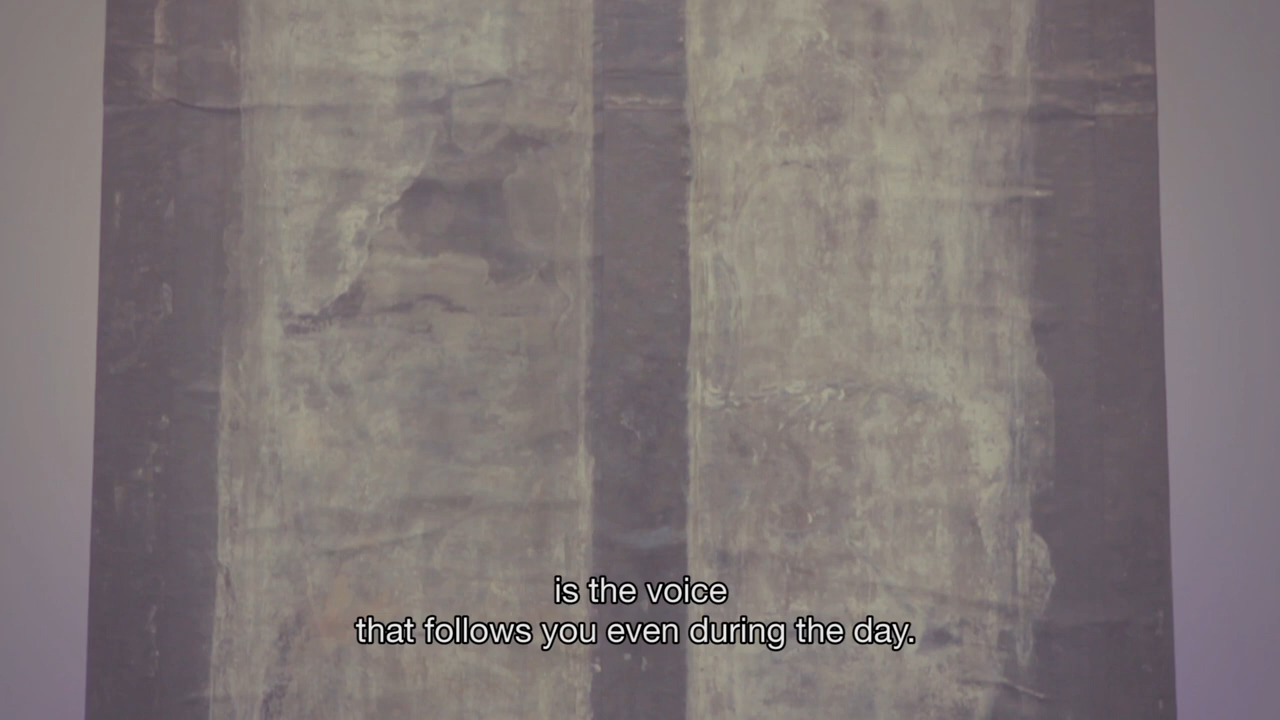 is the voice
that follows you even during the day.